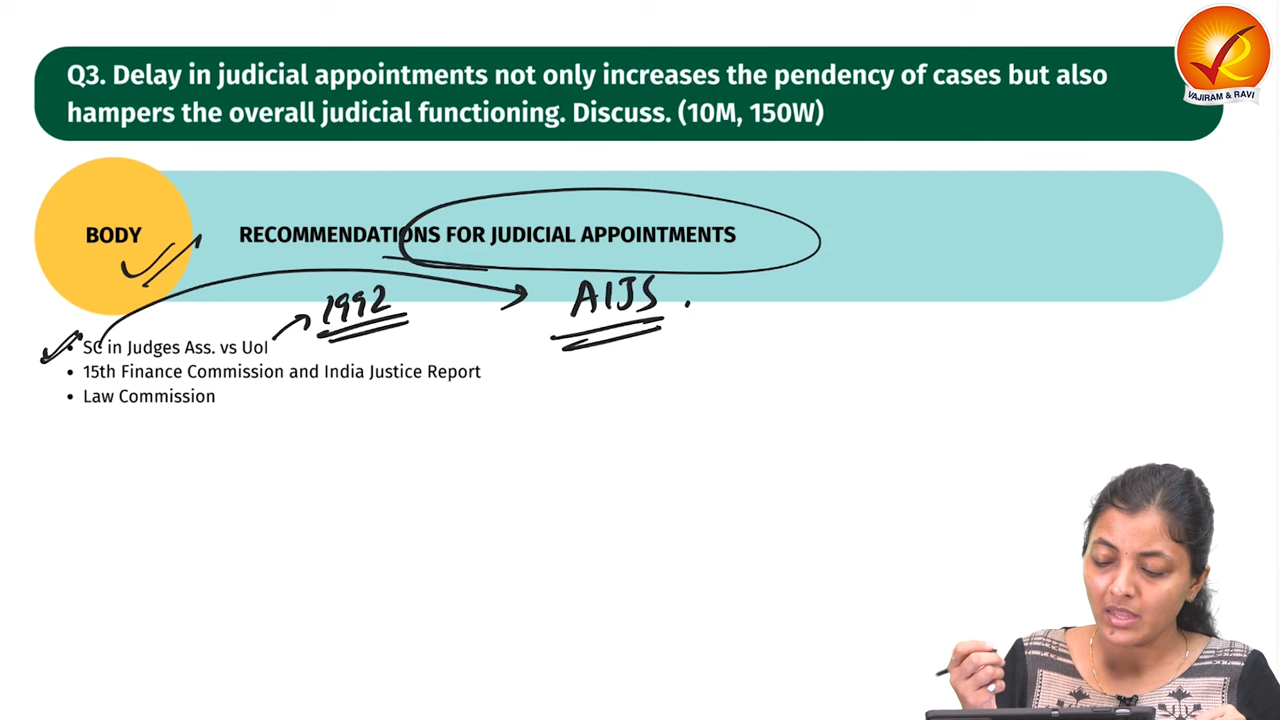 Q3. Delay in judicial appointments not only increases the pendency of cases but also
hampers the overall judicial functioning. Discuss. (10M, 150W)
VAJIRAM & RAVI
BODY
RECOMMENDATIONS FOR JUDICIAL APPOINTMENTS
1992
AIJS
• SC in Judges Ass. vs UoI
• 15th Finance Commission and India Justice Report
• Law Commission